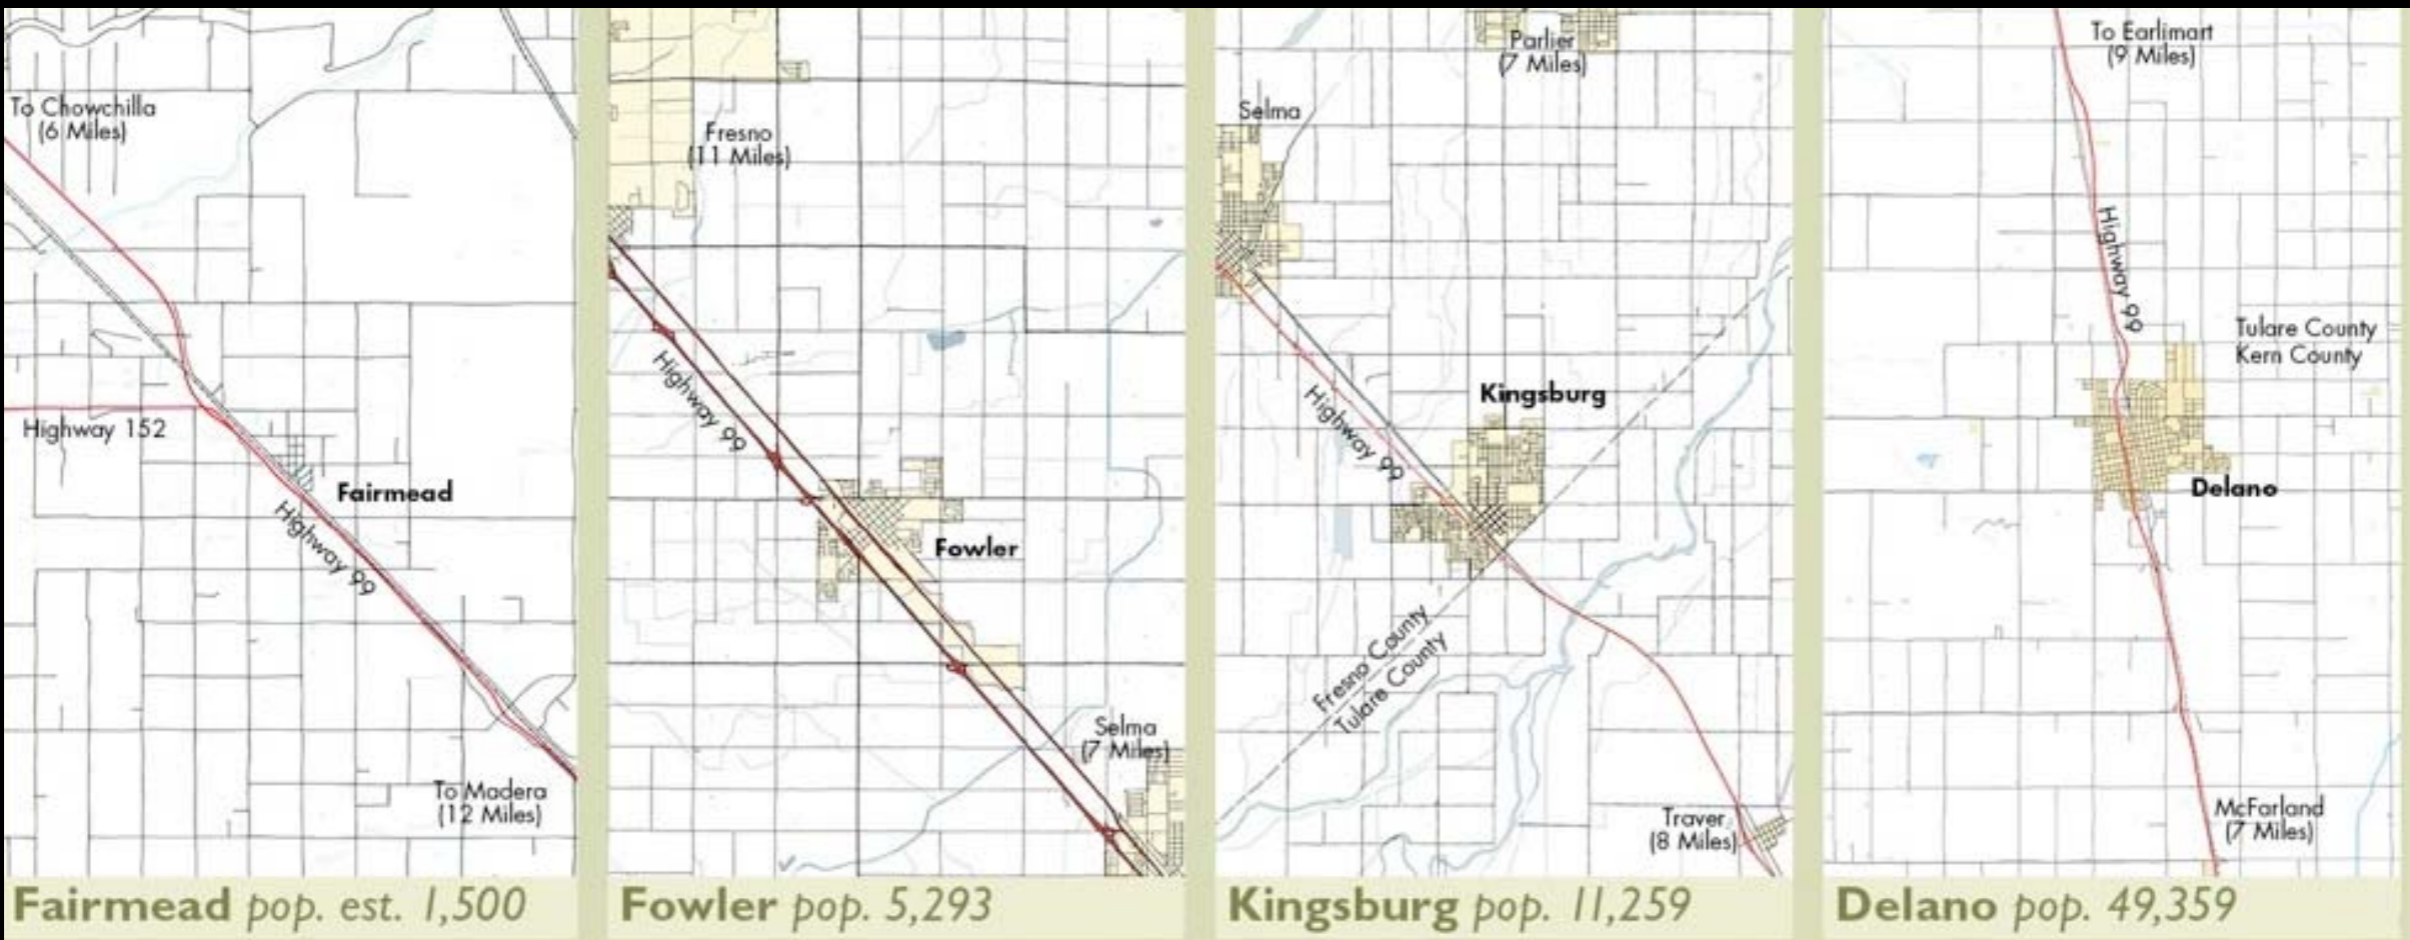 To Chowchilla
(6 Miles)
Highway 152
Fairmead
Highway 99
To Madera
(12 Miles)
Fairmead pop. est. 1,500
Fresno
(11 Miles)
Highway 99
Fowler
Selma
(7 Miles)
Fowler pop. 5,293
Parlier
(7 Miles)
Selma
Kingsburg
Highway 99
Fresno County
Tulare County
Traver
(8 Miles)
Kingsburg pop. 11,259
To Earlimart
(9 Miles)
Highway 99
Tulare County
Kern County
Delano
McFarland
(7 Miles)
Delano pop. 49,359